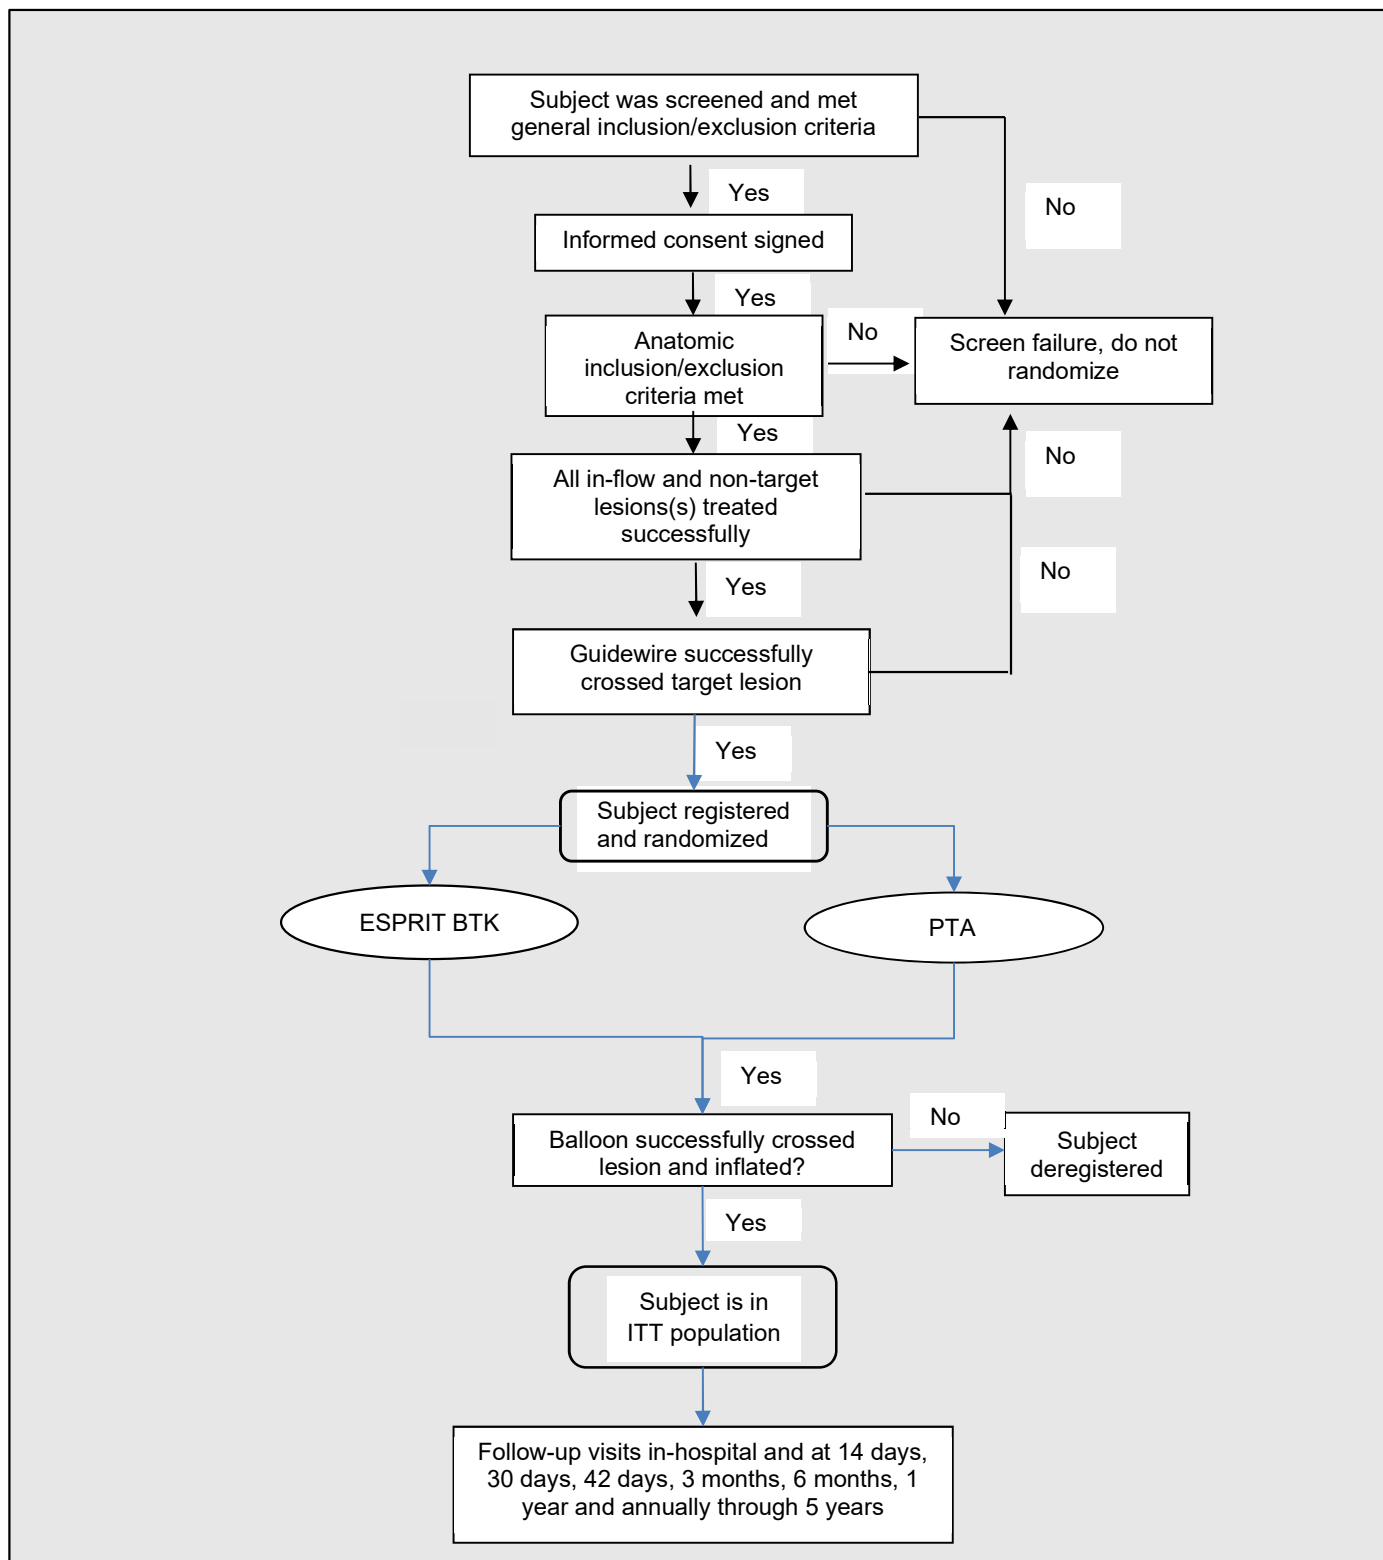 Subject was screened and met
general inclusion/exclusion criteria
Yes
No
Informed consent signed
Yes
Anatomic
inclusion/exclusion
criteria met
No
Screen failure, do not
randomize
Yes
No
All in-flow and non-target
lesions(s) treated
successfully
No
Yes
Guidewire successfully
crossed target lesion
Yes
Subject registered
and randomized
ESPRIT BTK
PTA
Yes
Balloon successfully crossed
lesion and inflated?
No
Subject
deregistered
Yes
Subject is in
ITT population
Follow-up visits in-hospital and at 14 days,
30 days, 42 days, 3 months, 6 months, 1
year and annually through 5 years